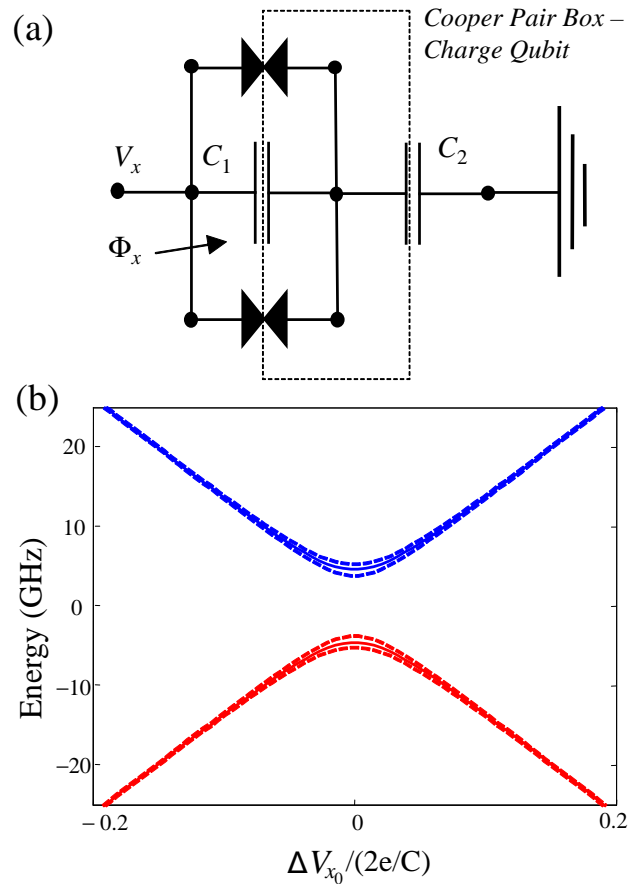 (a)
Cooper Pair Box –
Charge Qubit
V_x
C_1
C_2
Φ_x
(b)
20
10
0
−10
−20
Energy (GHz)
−0.2
0
0.2
ΔV_{x_0}/(2e/C)